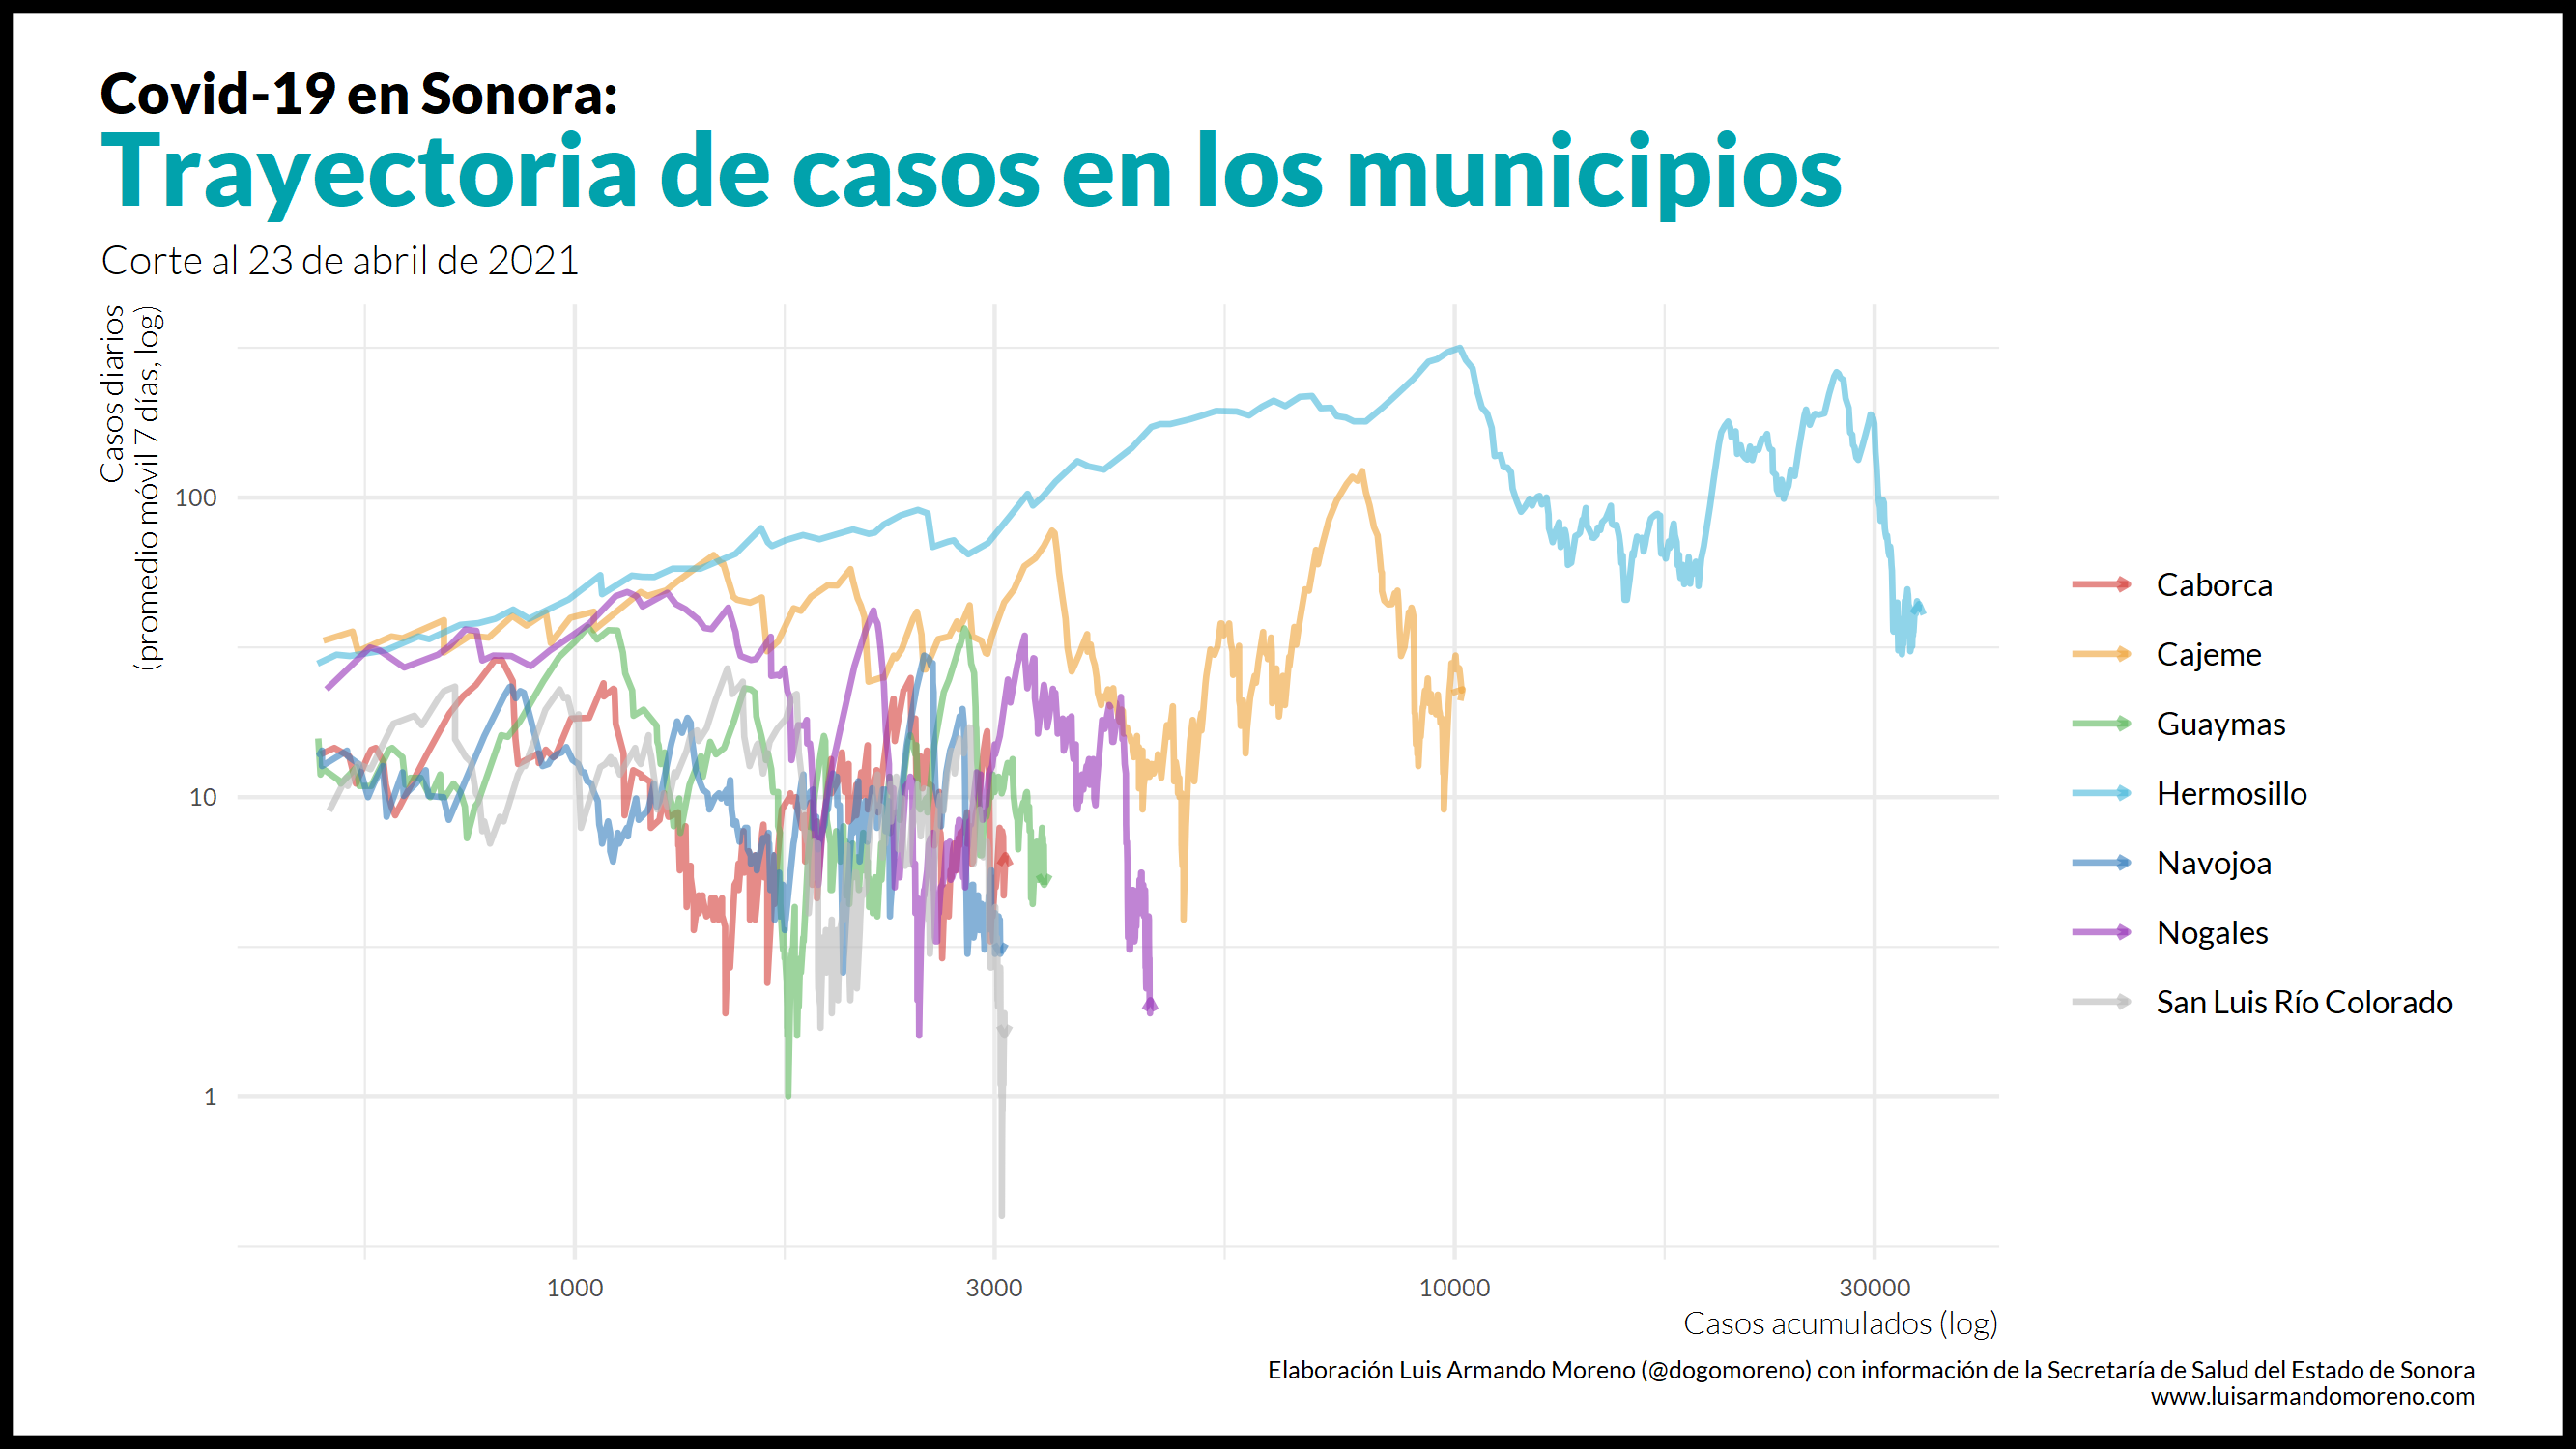 Covid-19 en Sonora:
Trayectoria de casos en los municipios
Corte al 23 de abril de 2021
Casos diarios
(promedio móvil 7 días, log)
100
10
1
1000
3000
10000
30000
Casos acumulados (log)
Caborca
Cajeme
Guaymas
Hermosillo
Navojoa
Nogales
San Luis Río Colorado
Elaboración Luis Armando Moreno (@dogomoreno) con información de la Secretaría de Salud del Estado de Sonora
www.luisarmandomoreno.com